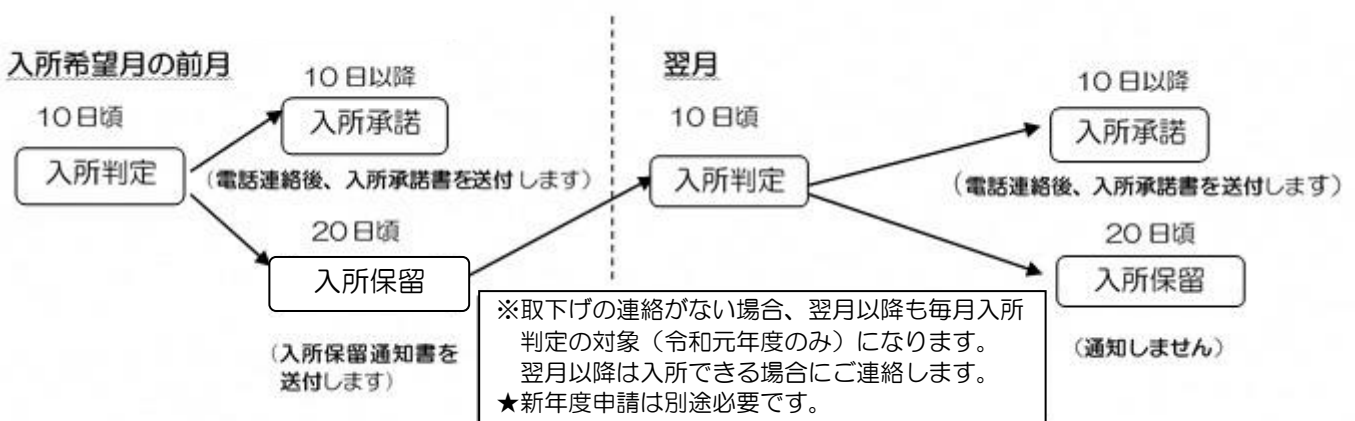 入所希望月の前月
10日頃
入所判定
10日以降
入所承諾
(電話連絡後、入所承諾書を送付します)
20日頃
入所保留
(入所保留通知書を
送付します)
翌月
10日頃
入所判定
10日以降
入所承諾
(電話連絡後、入所承諾書を送付します)
20日頃
入所保留
(通知しません)
※取下げの連絡がない場合、翌月以降も毎月入所
判定の対象(令和元年度のみ)になります。
翌月以降は入所できる場合にご連絡します。
★新年度申請は別途必要です。